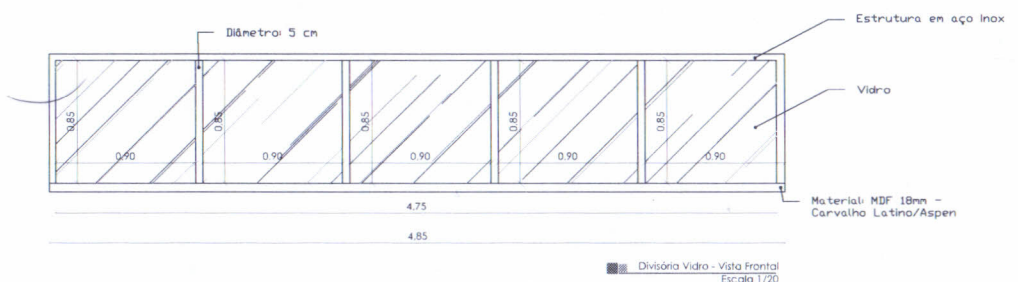 Estrutura em aço Inox
Diâmetro: 5 cm
Vidro
0.85 0.85 0.85 0.85 0.85
0.90 0.90 0.90 0.90 0.90
Material: MDF 18mm -
Carvalho Latino/Aspen
4.75
4.85
Divisória Vidro - Vista Frontal
Escala 1/20